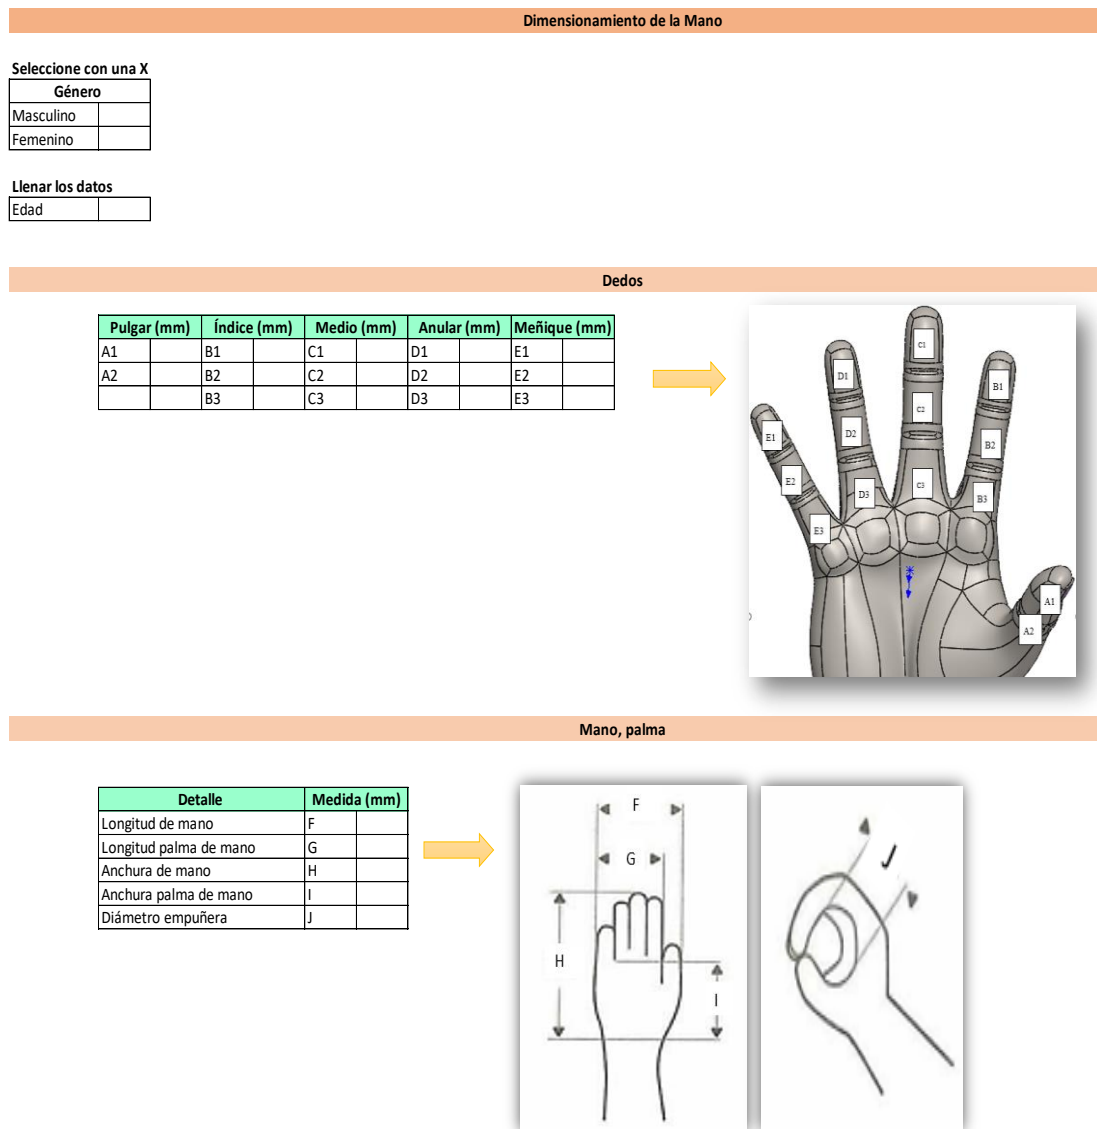 Dimensionamiento de la Mano
Seleccione con una X
Género
Masculino
Femenino
Llenar los datos
Edad
Dedos
Pulgar (mm) Índice (mm) Medio (mm) Anular (mm) Meñique (mm)
A1 B1 C1 D1 E1
A2 B2 C2 D2 E2
B3 C3 D3 E3
C1
D1
B1
C2
E1
D2
B2
E2
C3
D3
B3
E3
A1
A2
Mano, palma
Detalle Medida (mm)
Longitud de mano F
Longitud palma de mano G
Anchura de mano H
Anchura palma de mano I
Diámetro empuñera J
F
G
H
I
J